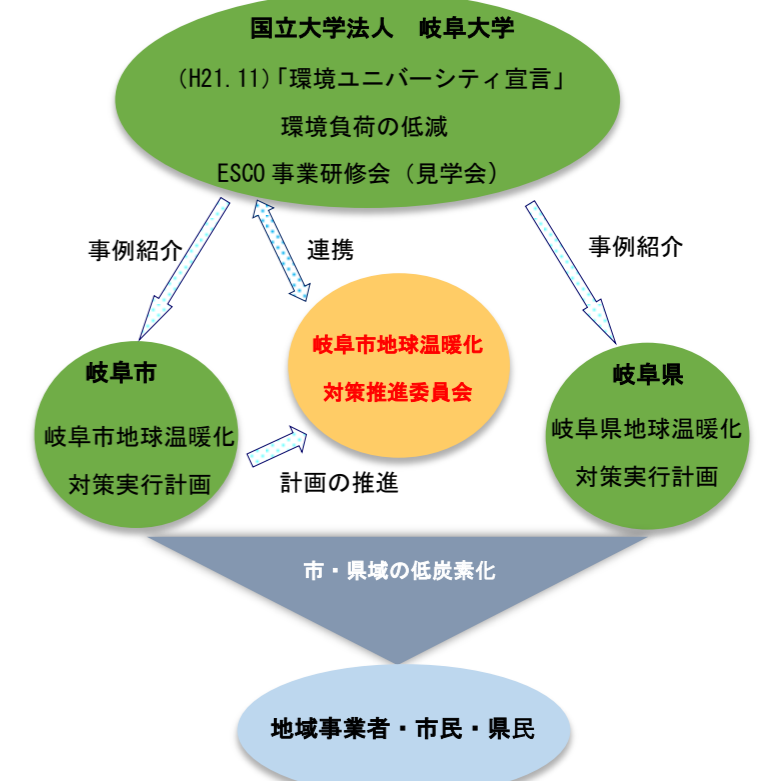 国立大学法人　岐阜大学
（H21.11）「環境ユニバーシティ宣言」
環境負荷の低減
ESCO 事業研修会（見学会）
事例紹介
連携
事例紹介
岐阜市地球温暖化
対策推進委員会
岐阜市
岐阜市地球温暖化
対策実行計画
計画の推進
岐阜県
岐阜県地球温暖化
対策実行計画
市・県域の低炭素化
地域事業者・市民・県民